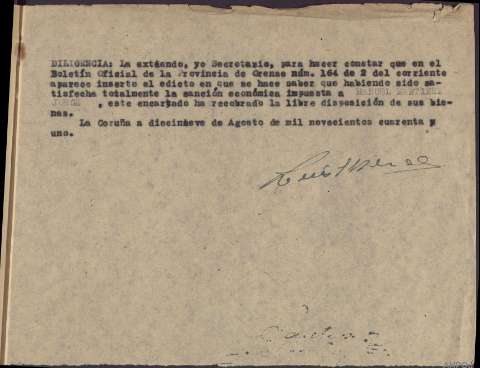 DILIGENCIA: La extiendo, yo Secretario, para hacer constar que en el
Boletín Oficial de la Provincia de Orense núm. 164 de 2 del corriente
aparece inserto el edicto en que se hace saber que habiendo sido sa-
tisfecha totalmente la sanción económica impuesta a MANUEL MARTINEZ
JORGE , este encartado ha recobrado la libre disposición de sus bie-
nes.
La Coruña a diecinueve de Agosto de mil novecientos cuarenta y
uno.